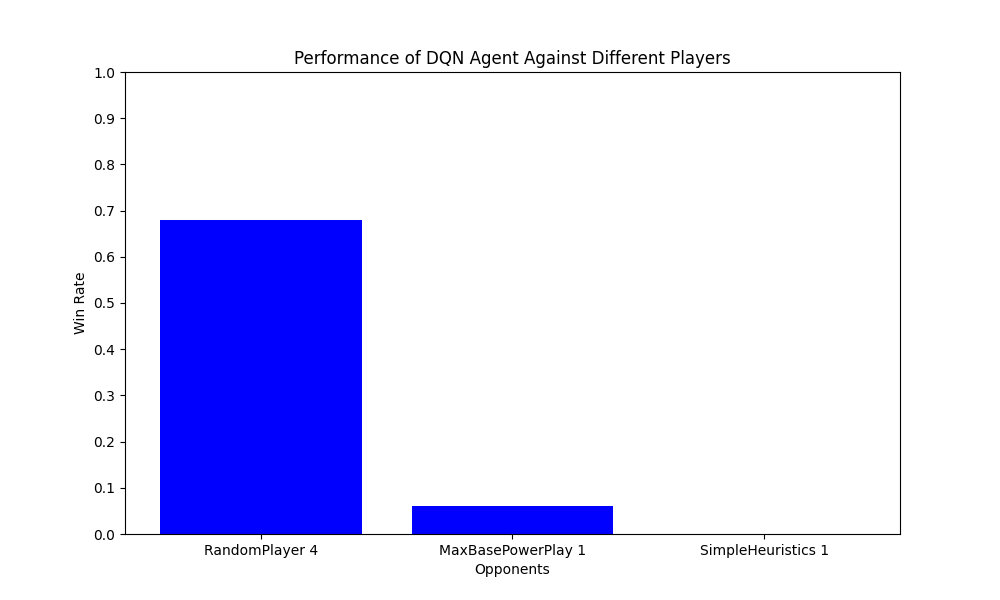 Performance of DQN Agent Against Different Players
1.0
0.9
0.8
0.7
0.6
0.5
0.4
0.3
0.2
0.1
0.0
Win Rate
RandomPlayer 4
MaxBasePowerPlay 1
SimpleHeuristics 1
Opponents